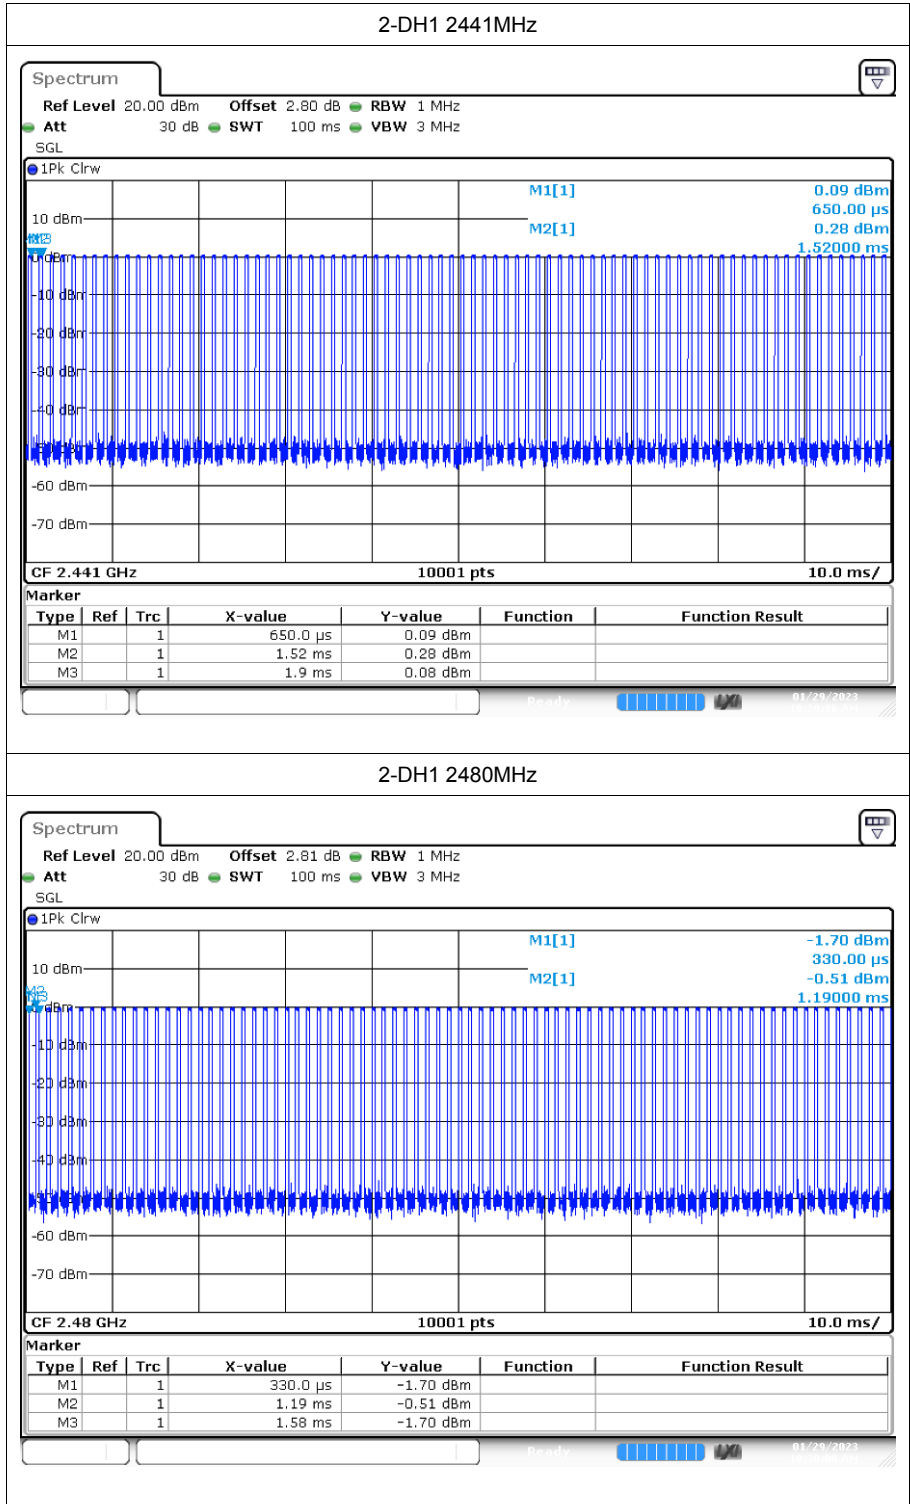 2-DH1 2441MHz
Spectrum
Ref Level 20.00 dBm Offset 2.80 dB RBW 1 MHz
Att 30 dB SWT 100 ms VBW 3 MHz
SGL
1Pk Clrw
M1[1] 0.09 dBm
650.00 µs
10 dBm
M2[1] 0.28 dBm
1.52000 ms
-10 dBm
-20 dBm
-30 dBm
-40 dBm
-60 dBm
-70 dBm
CF 2.441 GHz 10001 pts 10.0 ms/
Marker
Type Ref Trc X-value Y-value Function Function Result
M1 1 650.0 µs 0.09 dBm
M2 1 1.52 ms 0.28 dBm
M3 1 1.9 ms 0.08 dBm
Ready LXI 01/29/2023
2-DH1 2480MHz
Spectrum
Ref Level 20.00 dBm Offset 2.81 dB RBW 1 MHz
Att 30 dB SWT 100 ms VBW 3 MHz
SGL
1Pk Clrw
M1[1] -1.70 dBm
330.00 µs
10 dBm
M2[1] -0.51 dBm
1.19000 ms
-10 dBm
-20 dBm
-30 dBm
-40 dBm
-60 dBm
-70 dBm
CF 2.48 GHz 10001 pts 10.0 ms/
Marker
Type Ref Trc X-value Y-value Function Function Result
M1 1 330.0 µs -1.70 dBm
M2 1 1.19 ms -0.51 dBm
M3 1 1.58 ms -1.70 dBm
Ready LXI 01/29/2023